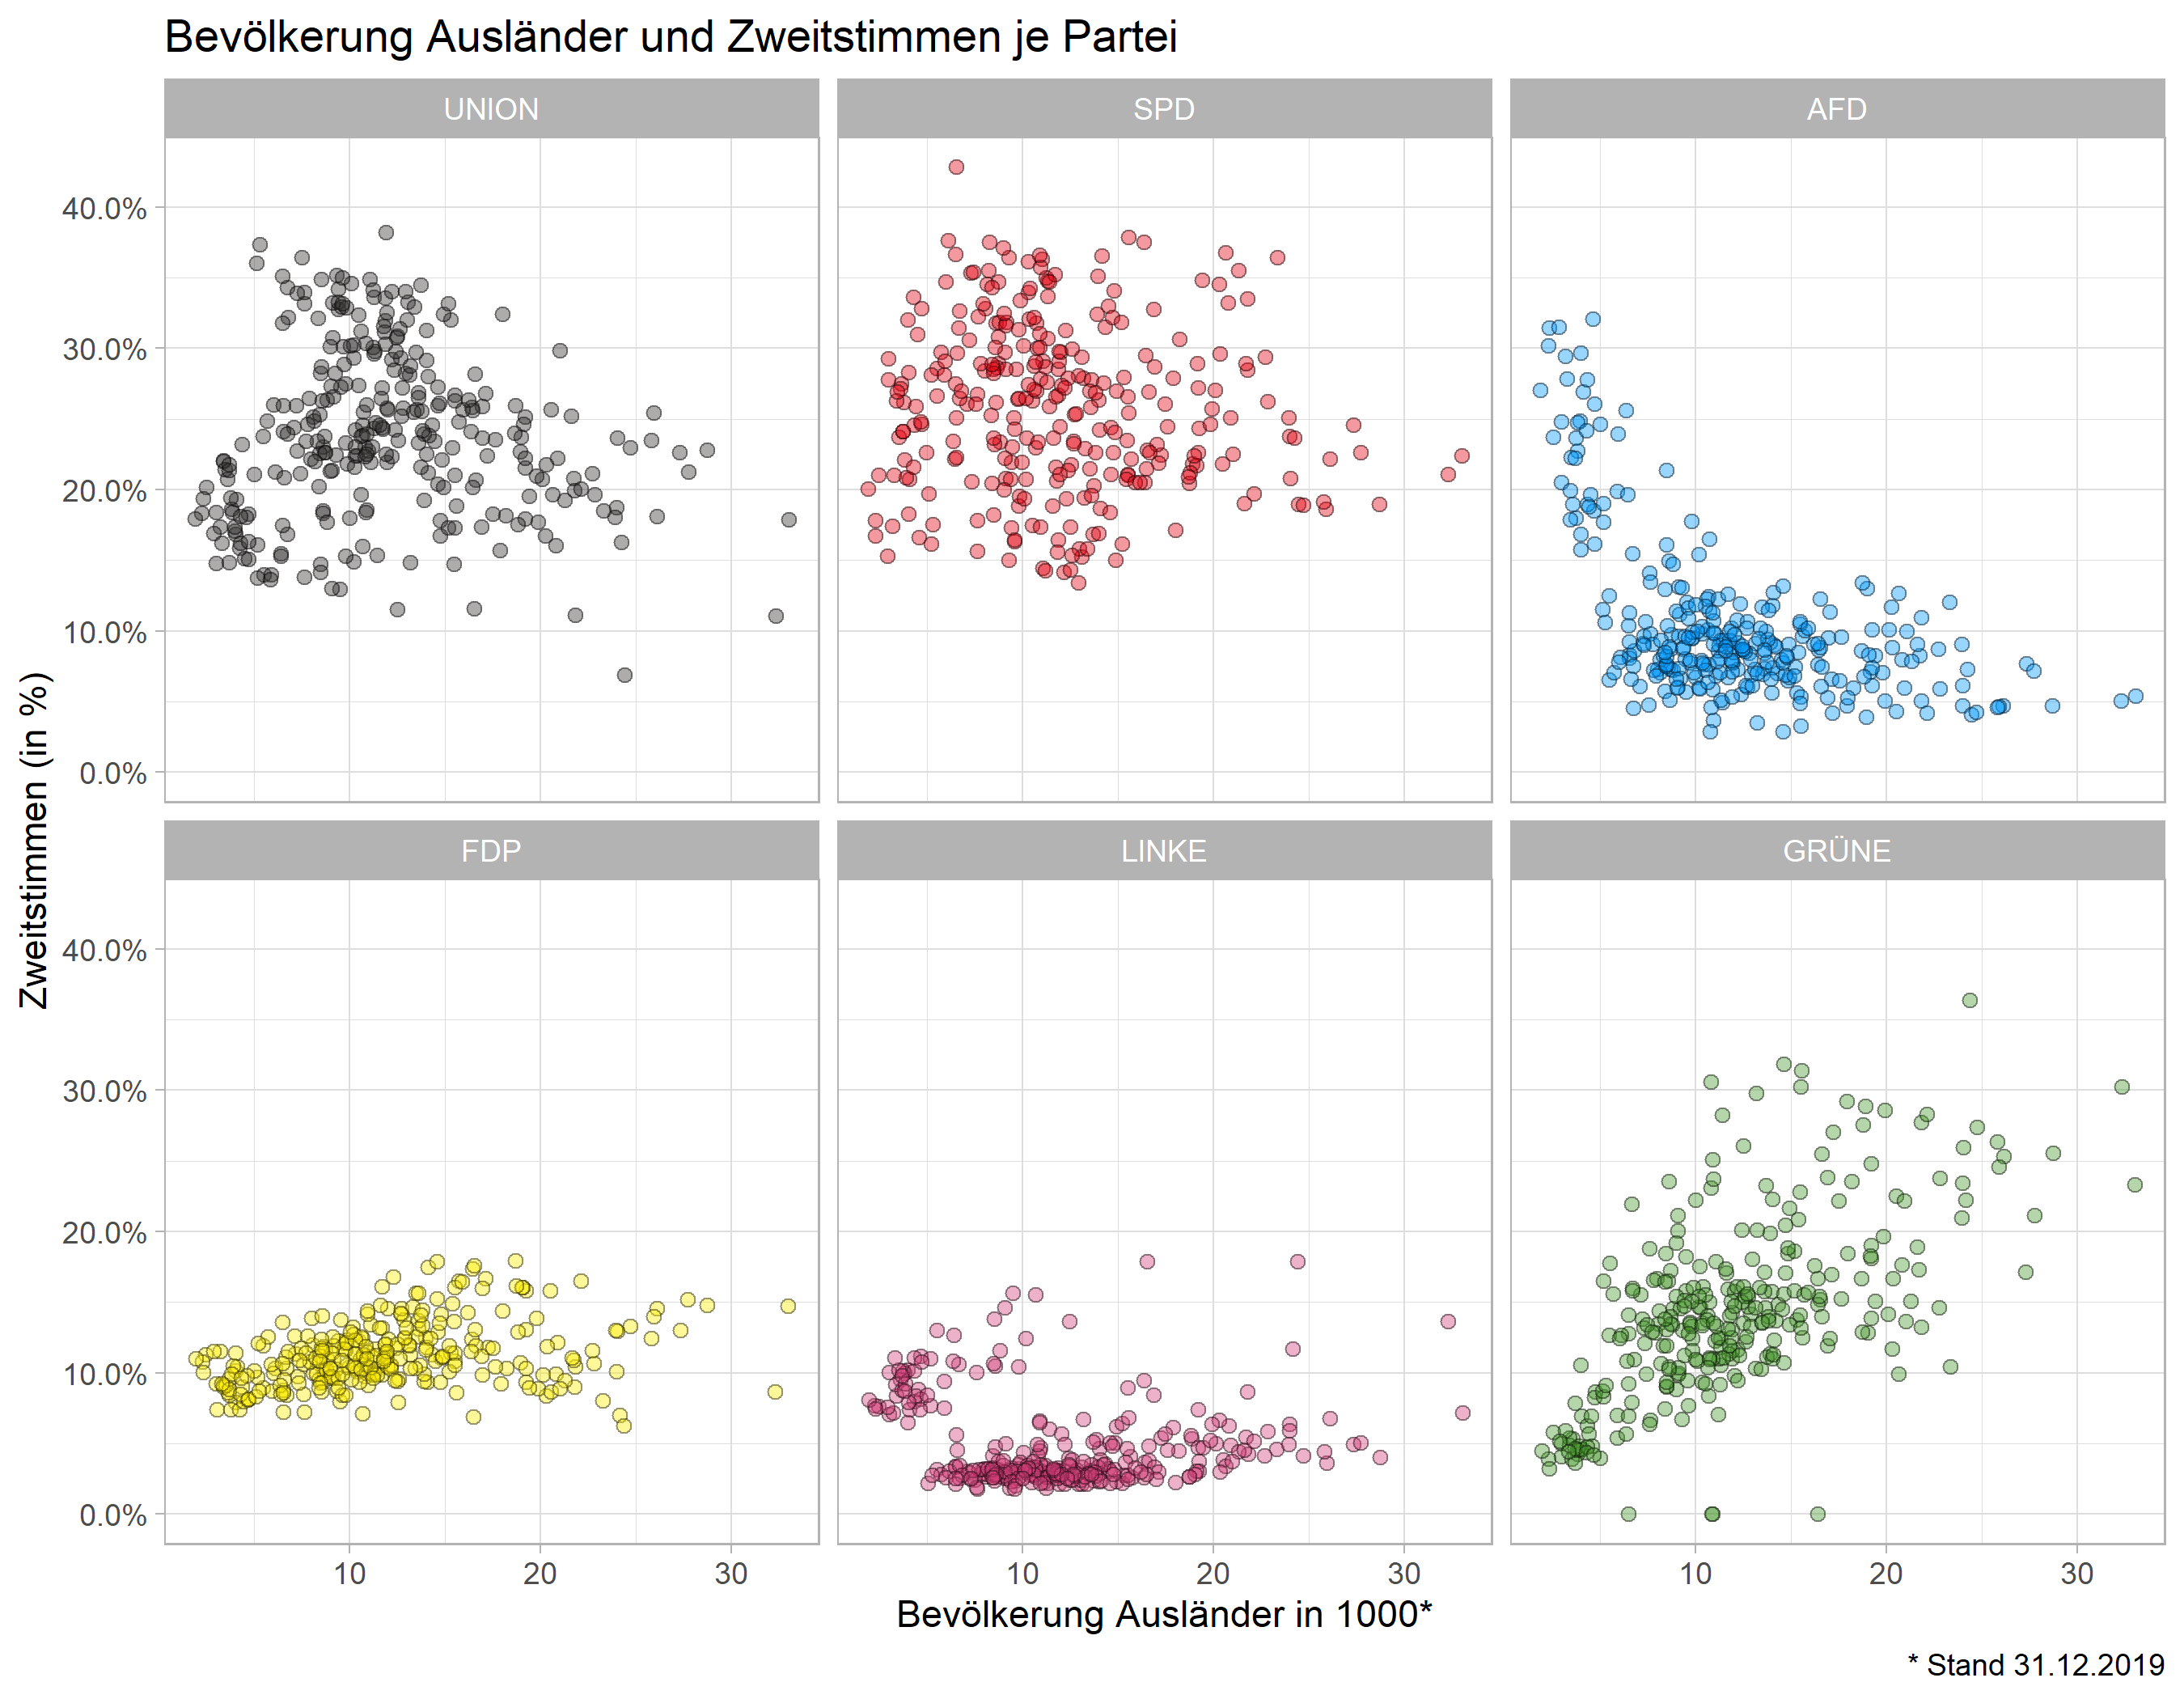 Bevölkerung Ausländer und Zweitstimmen je Partei
UNION
SPD
AFD
40.0%
30.0%
20.0%
10.0%
0.0%
Zweitstimmen (in %)
FDP
LINKE
GRÜNE
40.0%
30.0%
20.0%
10.0%
0.0%
10 20 30 10 20 30 10 20 30
Bevölkerung Ausländer in 1000*
* Stand 31.12.2019